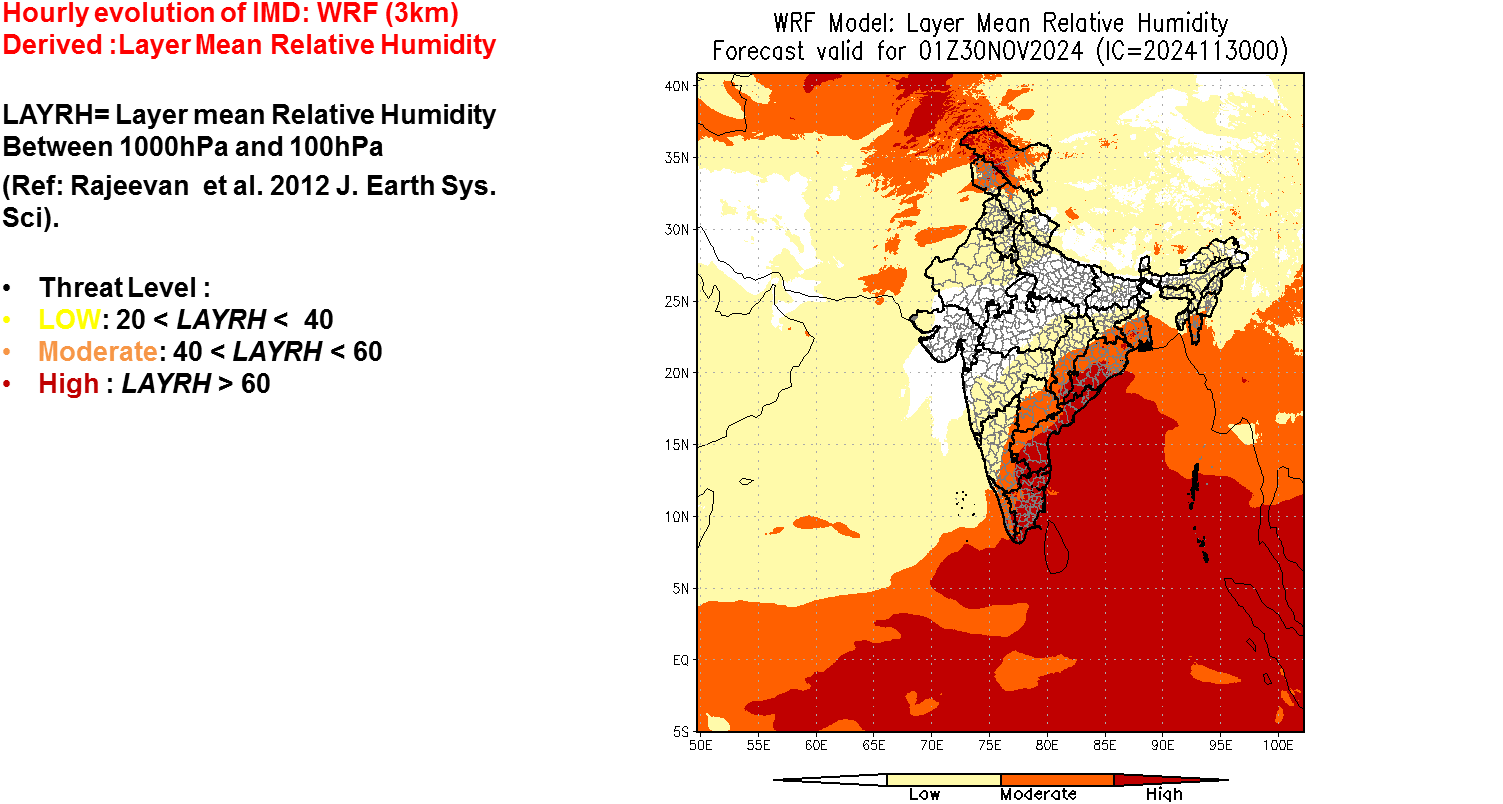 Hourly evolution of IMD: WRF (3km)
Derived :Layer Mean Relative Humidity
LAYRH= Layer mean Relative Humidity
Between 1000hPa and 100hPa
(Ref: Rajeevan et al. 2012 J. Earth Sys.
Sci).
• Threat Level :
• LOW: 20 < LAYRH < 40
• Moderate: 40 < LAYRH < 60
• High : LAYRH > 60
WRF Model: Layer Mean Relative Humidity
Forecast valid for 01Z30NOV2024 (IC=2024113000)
40N
35N
30N
25N
20N
15N
10N
5N
EQ
5S
50E 55E 60E 65E 70E 75E 80E 85E 90E 95E 100E
Low Moderate High